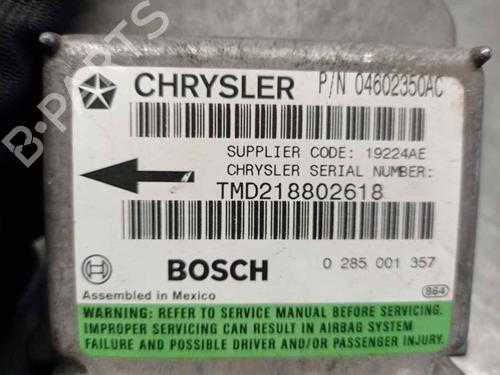 CHRYSLER P/N 04602350AC
SUPPLIER CODE: 19224AE
CHRYSLER SERIAL NUMBER:
TMD218802618
BOSCH 0 285 001 357
Assembled in Mexico 864
WARNING: REFER TO SERVICE MANUAL BEFORE SERVICING.
IMPROPER SERVICING CAN RESULT IN AIRBAG SYSTEM
FAILURE AND POSSIBLE DRIVER AND/OR PASSENGER INJURY.
B-PARTS